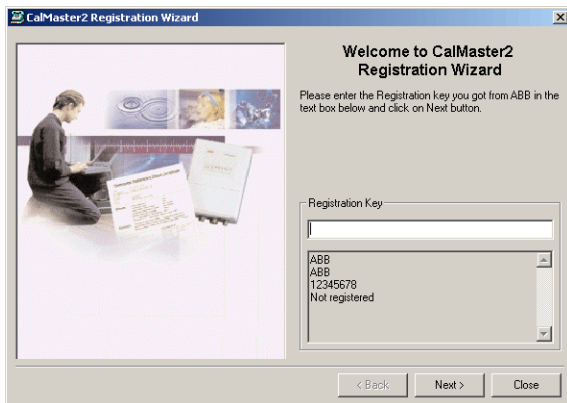 CalMaster2 Registration Wizard
Welcome to CalMaster2
Registration Wizard
Please enter the Registration key you got from ABB in the
text box below and click on Next button.
Registration Key
ABB
ABB
12345678
Not registered
< Back
Next >
Close